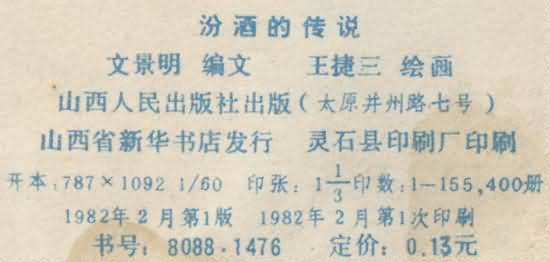 汾酒的传说
文景明 编文 王捷三 绘画
山西人民出版社出版(太原并州路七号)
山西省新华书店发行 灵石县印刷厂印刷
开本:787×1092 1/60 印张:1 1/3 印数:1—155,400册
1982年2月第1版 1982年2月第1次印刷
书号:8088·1476 定价:0.13元